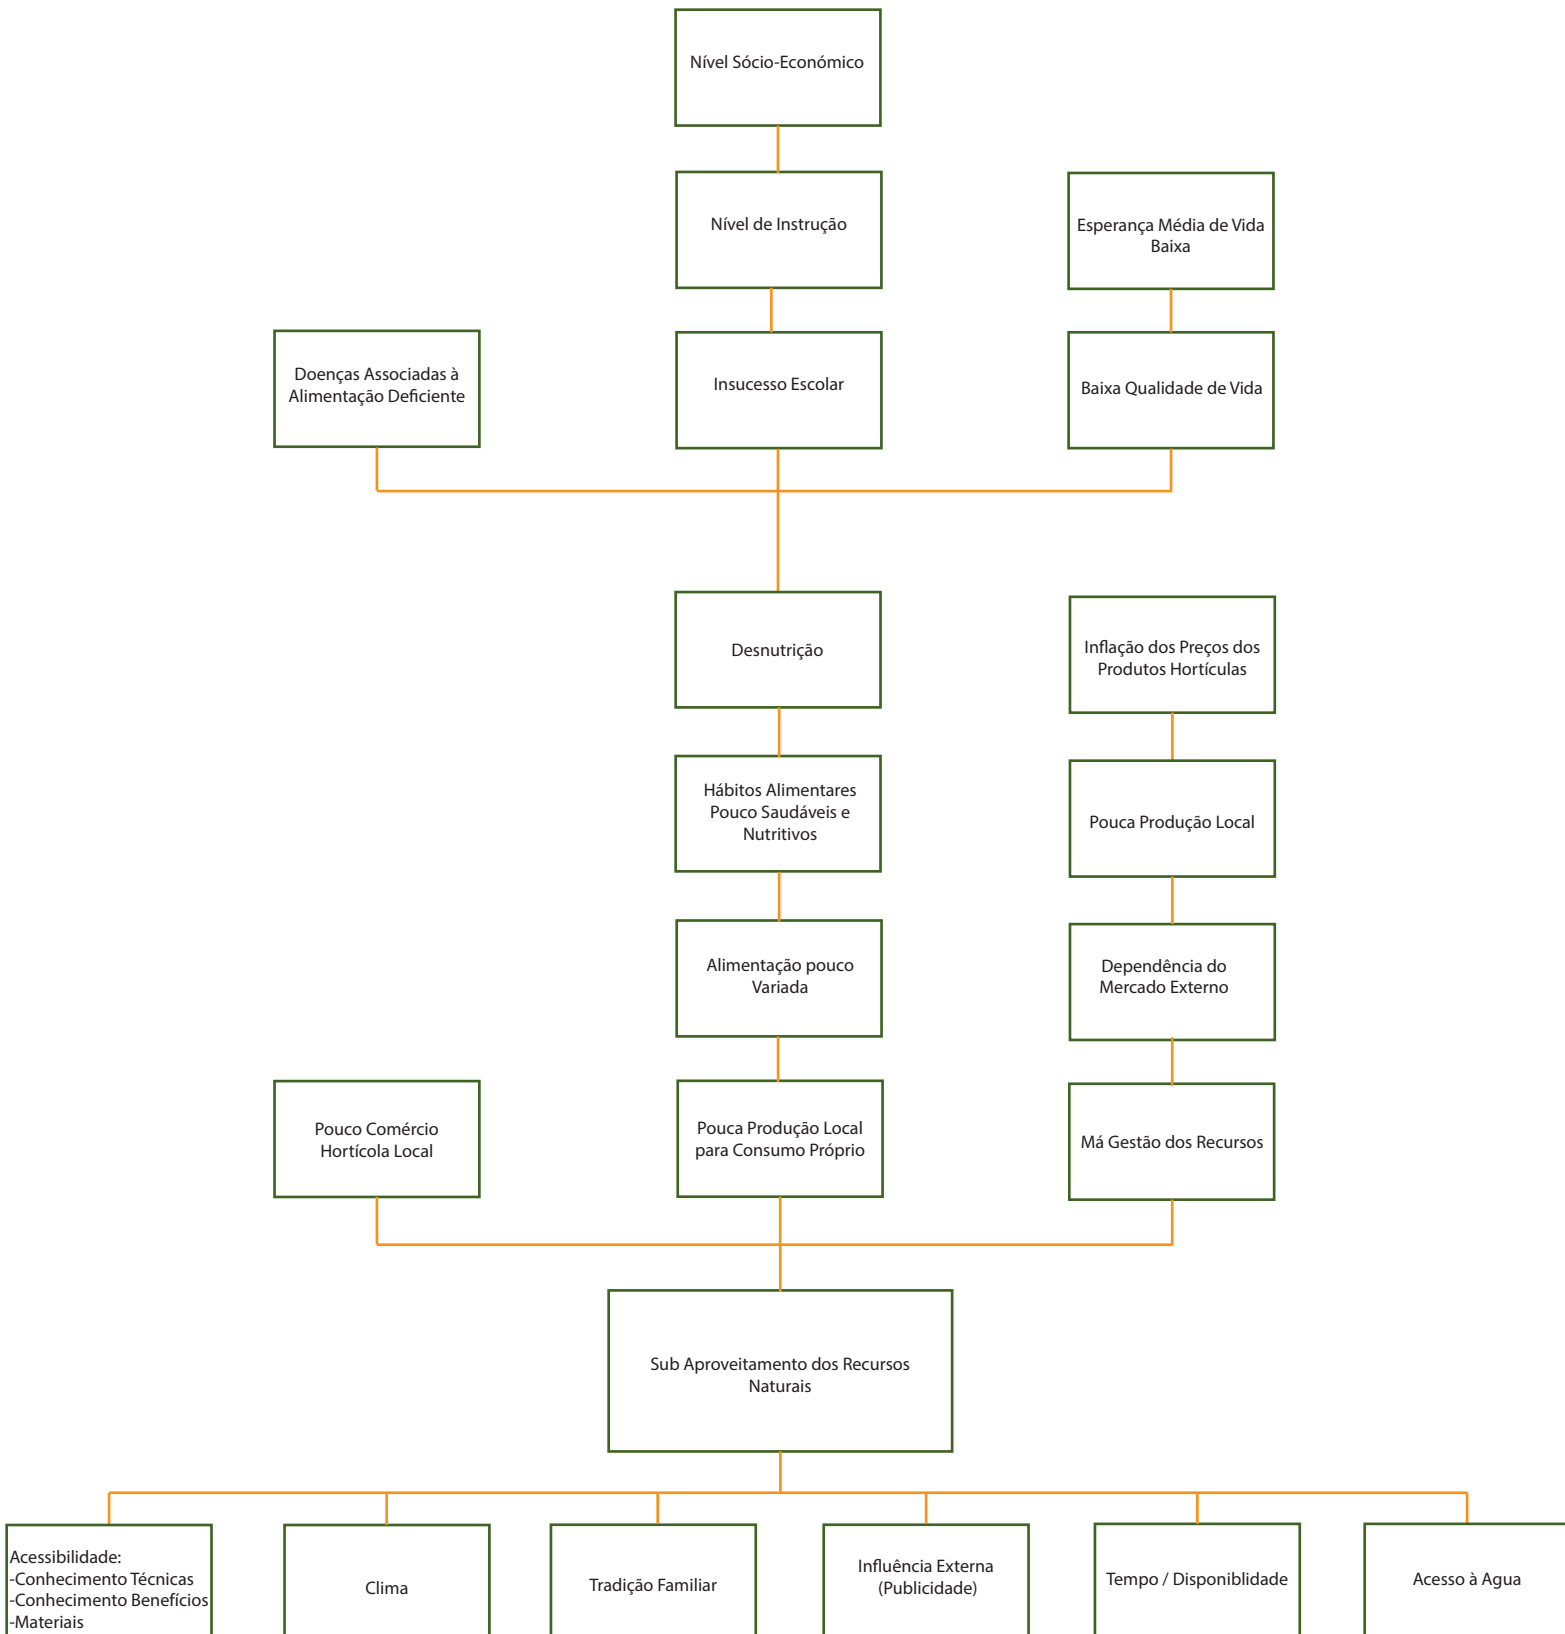 Nível Sócio-Económico
Nível de Instrução
Esperança Média de Vida
Baixa
Doenças Associadas à
Alimentação Deficiente
Insucesso Escolar
Baixa Qualidade de Vida
Desnutrição
Inflação dos Preços dos
Produtos Hortículas
Hábitos Alimentares
Pouco Saudáveis e
Nutritivos
Pouca Produção Local
Alimentação pouco
Variada
Dependência do
Mercado Externo
Pouco Comércio
Hortícola Local
Pouca Produção Local
para Consumo Próprio
Má Gestão dos Recursos
Sub Aproveitamento dos Recursos
Naturais
Acessibilidade:
-Conhecimento Técnicas
-Conhecimento Benefícios
-Materiais
Clima
Tradição Familiar
Influência Externa
(Publicidade)
Tempo / Disponiblidade
Acesso à Agua